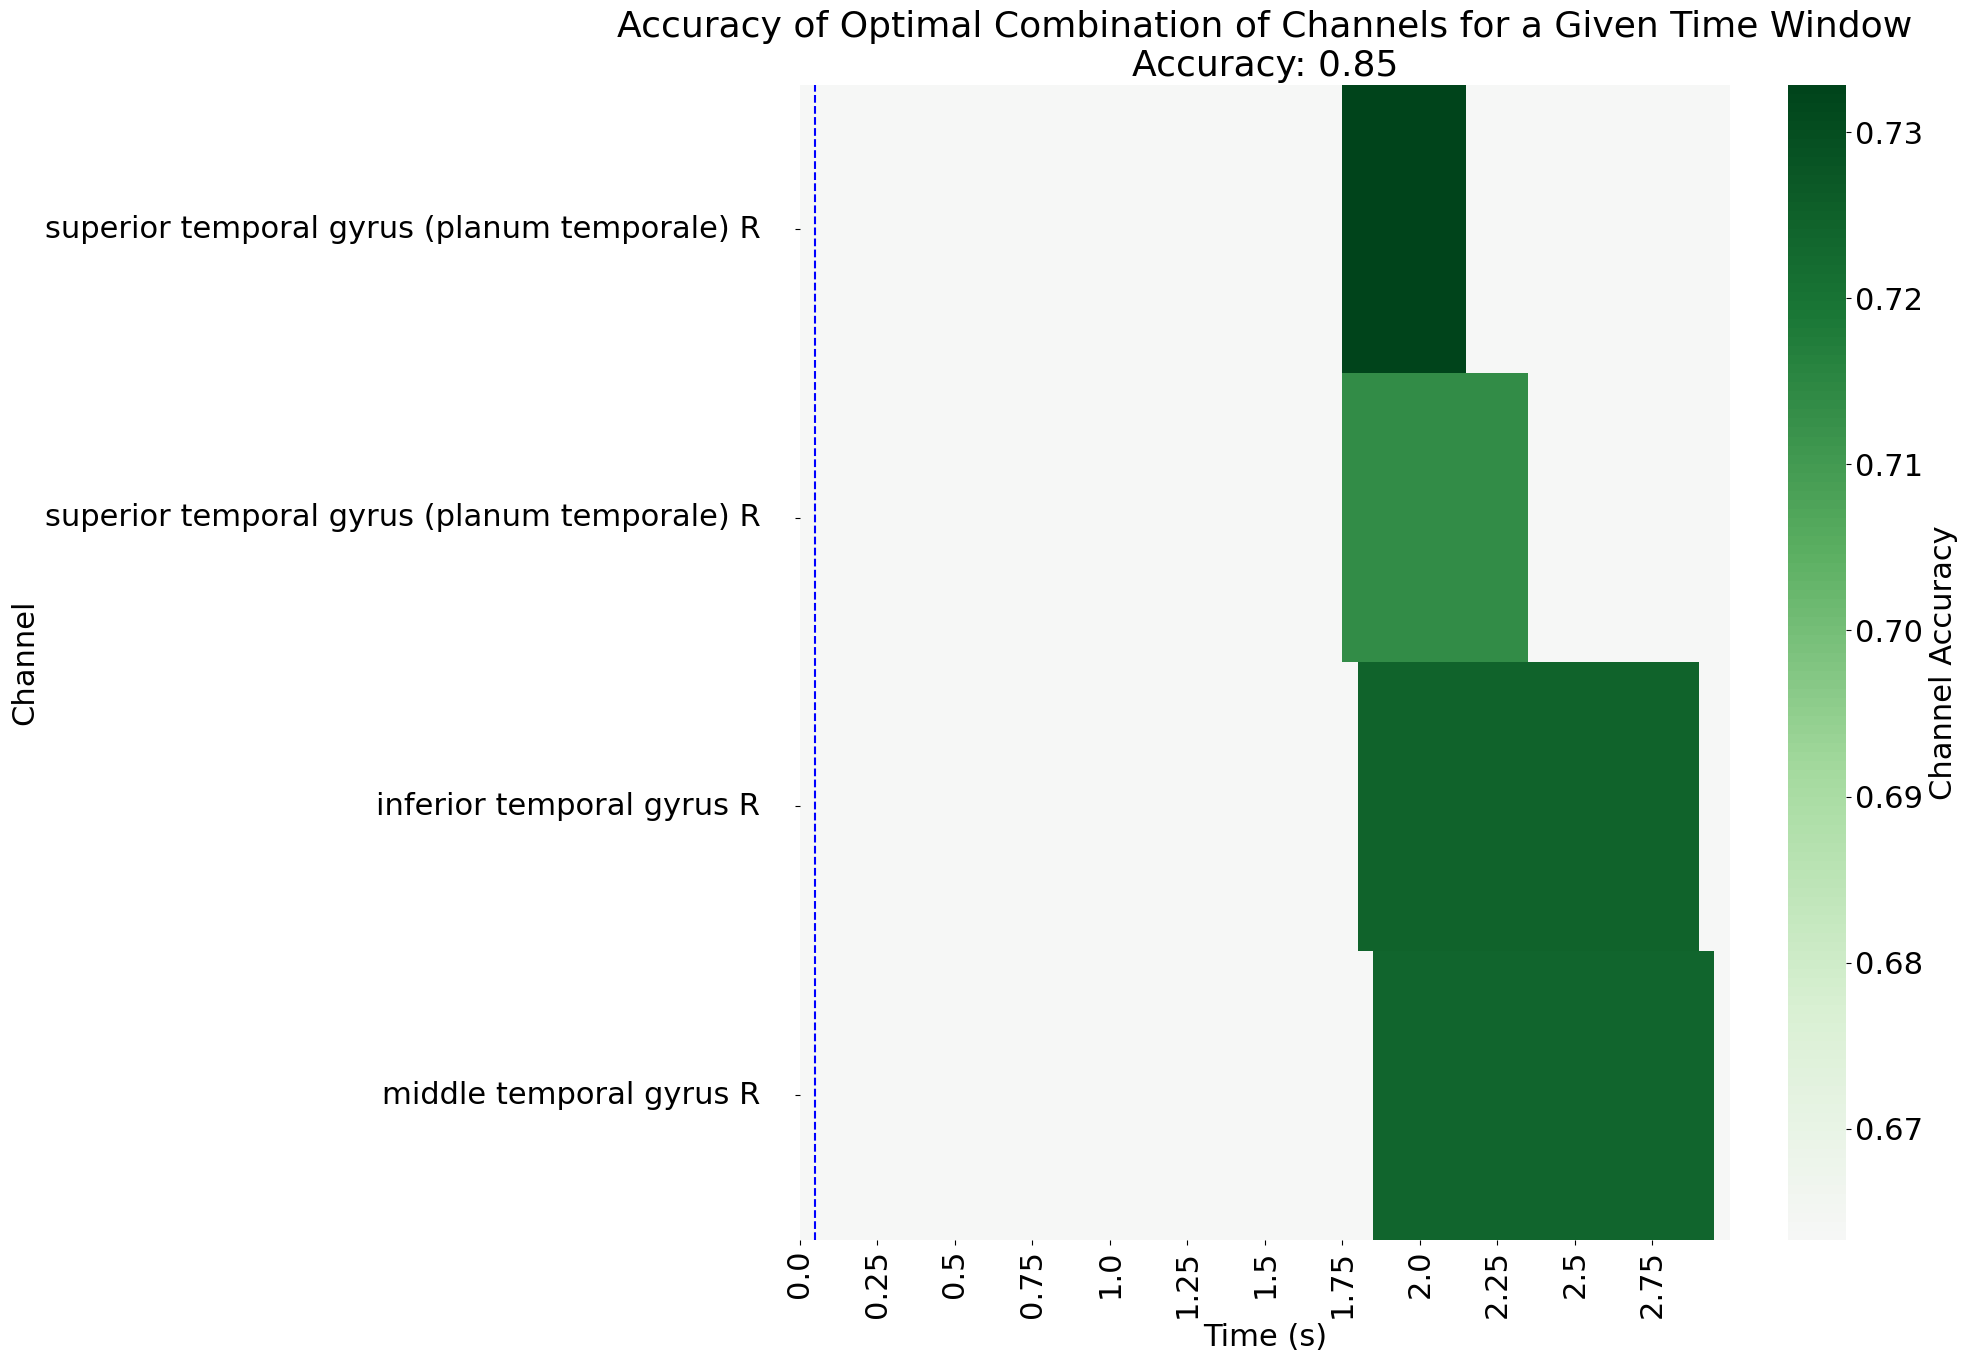 Accuracy of Optimal Combination of Channels for a Given Time Window
Accuracy: 0.85
Channel
superior temporal gyrus (planum temporale) R
superior temporal gyrus (planum temporale) R
inferior temporal gyrus R
middle temporal gyrus R
0.0
0.25
0.5
0.75
1.0
1.25
1.5
1.75
2.0
2.25
2.5
2.75
Time (s)
0.73
0.72
0.71
0.70
0.69
0.68
0.67
Channel Accuracy